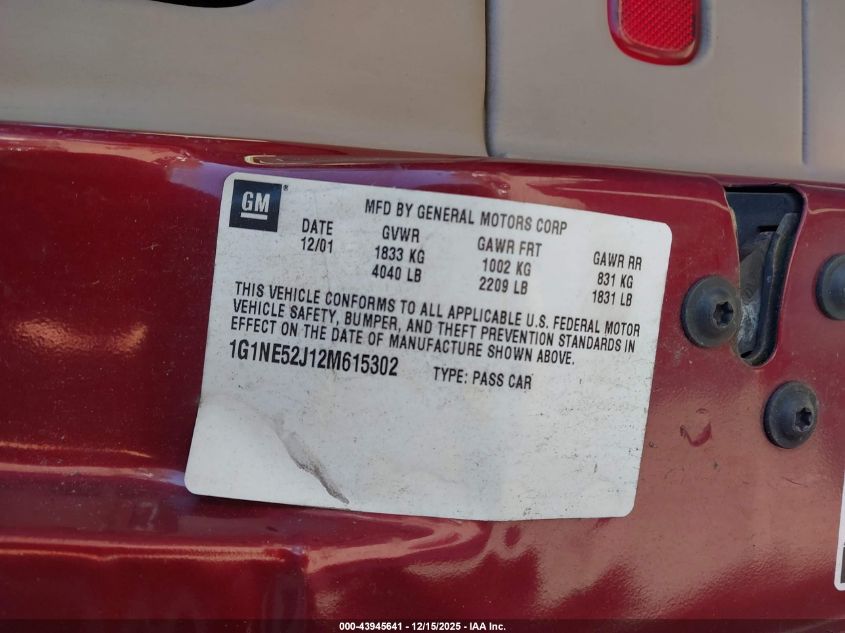 GM®
MFD BY GENERAL MOTORS CORP
DATE GVWR GAWR FRT GAWR RR
12/01 1833 KG 1002 KG 831 KG
4040 LB 2209 LB 1831 LB
THIS VEHICLE CONFORMS TO ALL APPLICABLE U.S. FEDERAL MOTOR
VEHICLE SAFETY, BUMPER, AND THEFT PREVENTION STANDARDS IN
EFFECT ON THE DATE OF MANUFACTURE SHOWN ABOVE.
1G1NE52J12M615302 TYPE: PASS CAR
000-43945641 - 12/15/2025 - IAA Inc.